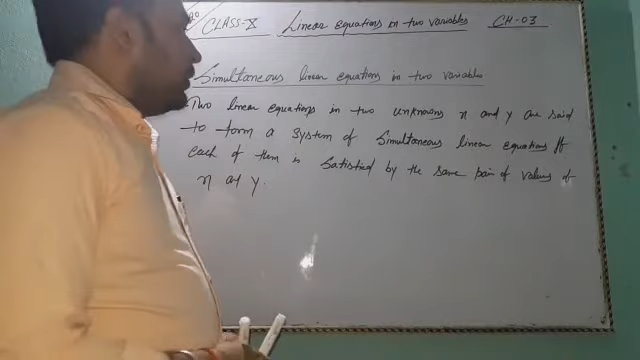 CLASS-X Linear equations in two variables CH-03
Simultaneous linear equations in two variables
Two linear equations in two unknowns x and y are said
to form a system of simultaneous linear equations if
each of them is satisfied by the same pair of values of
x and y.